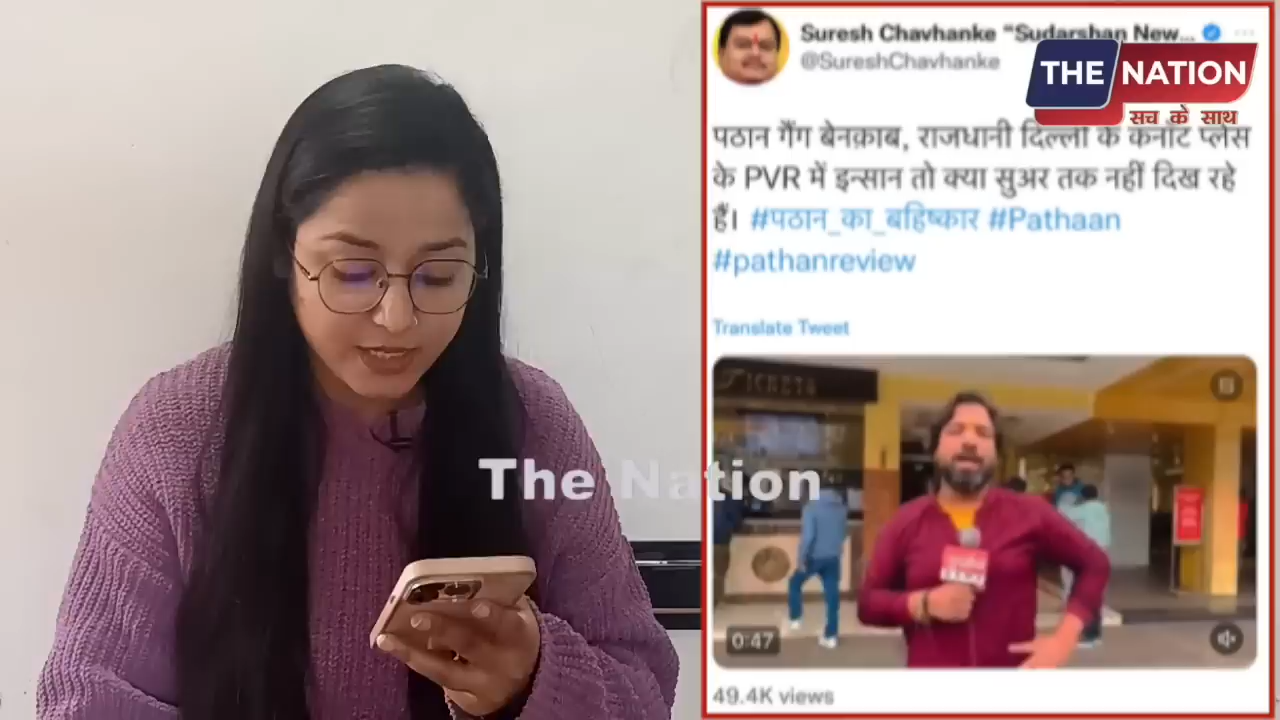 Suresh Chavhanke "Sudarshan New...
@SureshChavhanke
THE NATION
सच के साथ
पठान गैंग बेनक़ाब, राजधानी दिल्ली के कनॉट प्लेस
के PVR में इन्सान तो क्या सुअर तक नहीं दिख रहे
हैं। #पठान_का_बहिष्कार #Pathaan
#pathanreview
Translate Tweet
TICKETS
The Nation
0:47
49.4K views